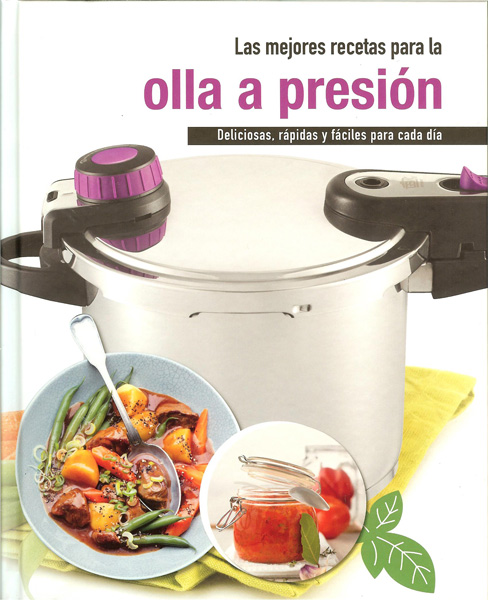 Las mejores recetas para la
olla a presión
Deliciosas, rápidas y fáciles para cada día